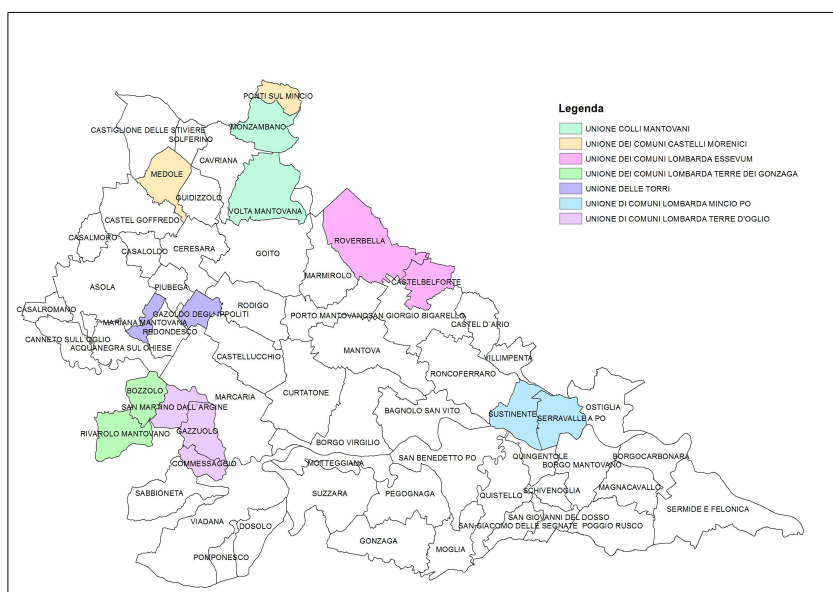 PONTI SUL MINCIO
Legenda
UNIONE COLLI MANTOVANI
UNIONE DEI COMUNI CASTELLI MORENICI
UNIONE DEI COMUNI LOMBARDA ESSEVUM
UNIONE DEI COMUNI LOMBARDA TERRE DEI GONZAGA
UNIONE DELLE TORRI
UNIONE DI COMUNI LOMBARDA MINCIO PO
UNIONE DI COMUNI LOMBARDA TERRE D'OGLIO
CASTIGLIONE DELLE STIVIERE
MONZAMBANO
SOLFERINO
CAVRIANA
MEDOLE
GUIDIZZOLO
VOLTA MANTOVANA
CASTEL GOFFREDO
CASALMORO
CASALOLDO
CERESARA
GOITO
ROVERBELLA
MARMIROLO
CASTELBELFORTE
ASOLA
PIUBEGA
CASALROMANO
MARIANA MANTOVANA
GAZOLDO DEGLI IPPOLITI
RODIGO
REDONDESCO
PORTO MANTOVANO
SAN GIORGIO BIGARELLO
CASTEL D'ARIO
CANNETO SULL'OGLIO
ACQUANEGRA SUL CHIESE
CASTELLUCCHIO
MANTOVA
VILLIMPENTA
RONCOFERRARO
BOZZOLO
MARCARIA
CURTATONE
SAN MARTINO DALL'ARGINE
BAGNOLO SAN VITO
SUSTINENTE
SERRAVALLE A PO
OSTIGLIA
RIVAROLO MANTOVANO
GAZZUOLO
BORGO VIRGILIO
COMMESSAGGIO
MOTTEGGIANA
SAN BENEDETTO PO
QUINGENTOLE
BORGO MANTOVANO
BORGOCARBONARA
SABBIONETA
SUZZARA
PEGOGNAGA
QUISTELLO
SCHIVENOGLIA
MAGNACAVALLO
SERMIDE E FELONICA
VIADANA
DOSOLO
SAN GIOVANNI DEL DOSSO
SAN GIACOMO DELLE SEGNATE
POGGIO RUSCO
POMPONESCO
GONZAGA
MOGLIA